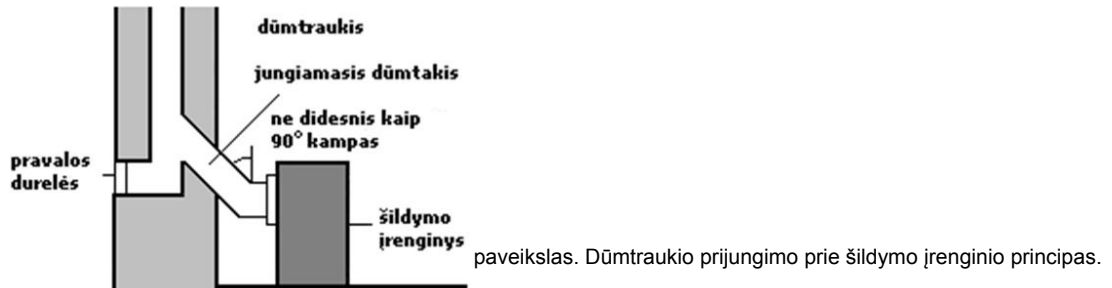 dūmtraukis
jungiamasis dūmtakis
ne didesnis kaip
90° kampas
pravalos
durelės
šildymo
įrenginys
paveikslas. Dūmtraukio prijungimo prie šildymo įrenginio principas.